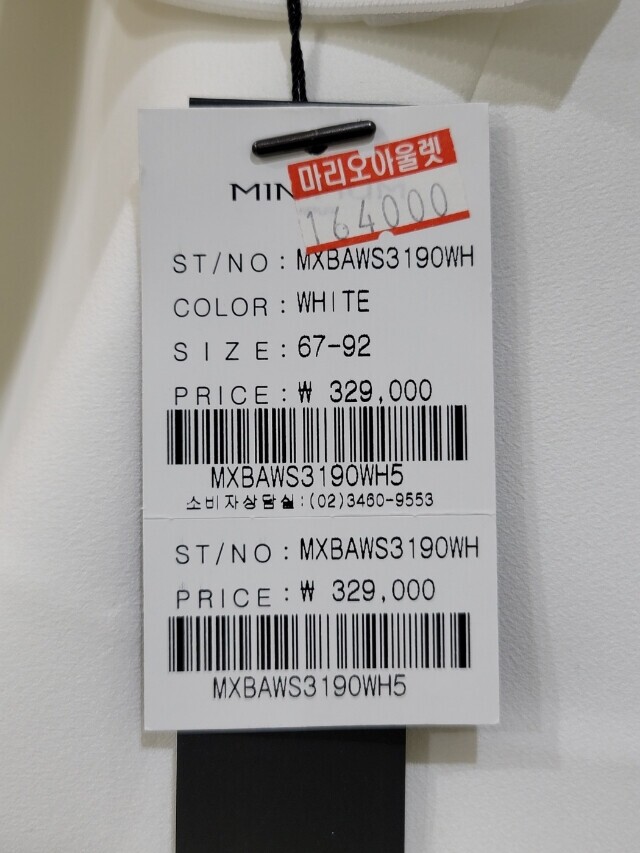 마리오아울렛
164000
ST/NO : MXBAWS3190WH
COLOR : WHITE
SIZE : 67-92
PRICE : ₩ 329,000
MXBAWS3190WH5
소비자상담실:(02)3460-9553
ST/NO : MXBAWS3190WH
PRICE : ₩ 329,000
MXBAWS3190WH5